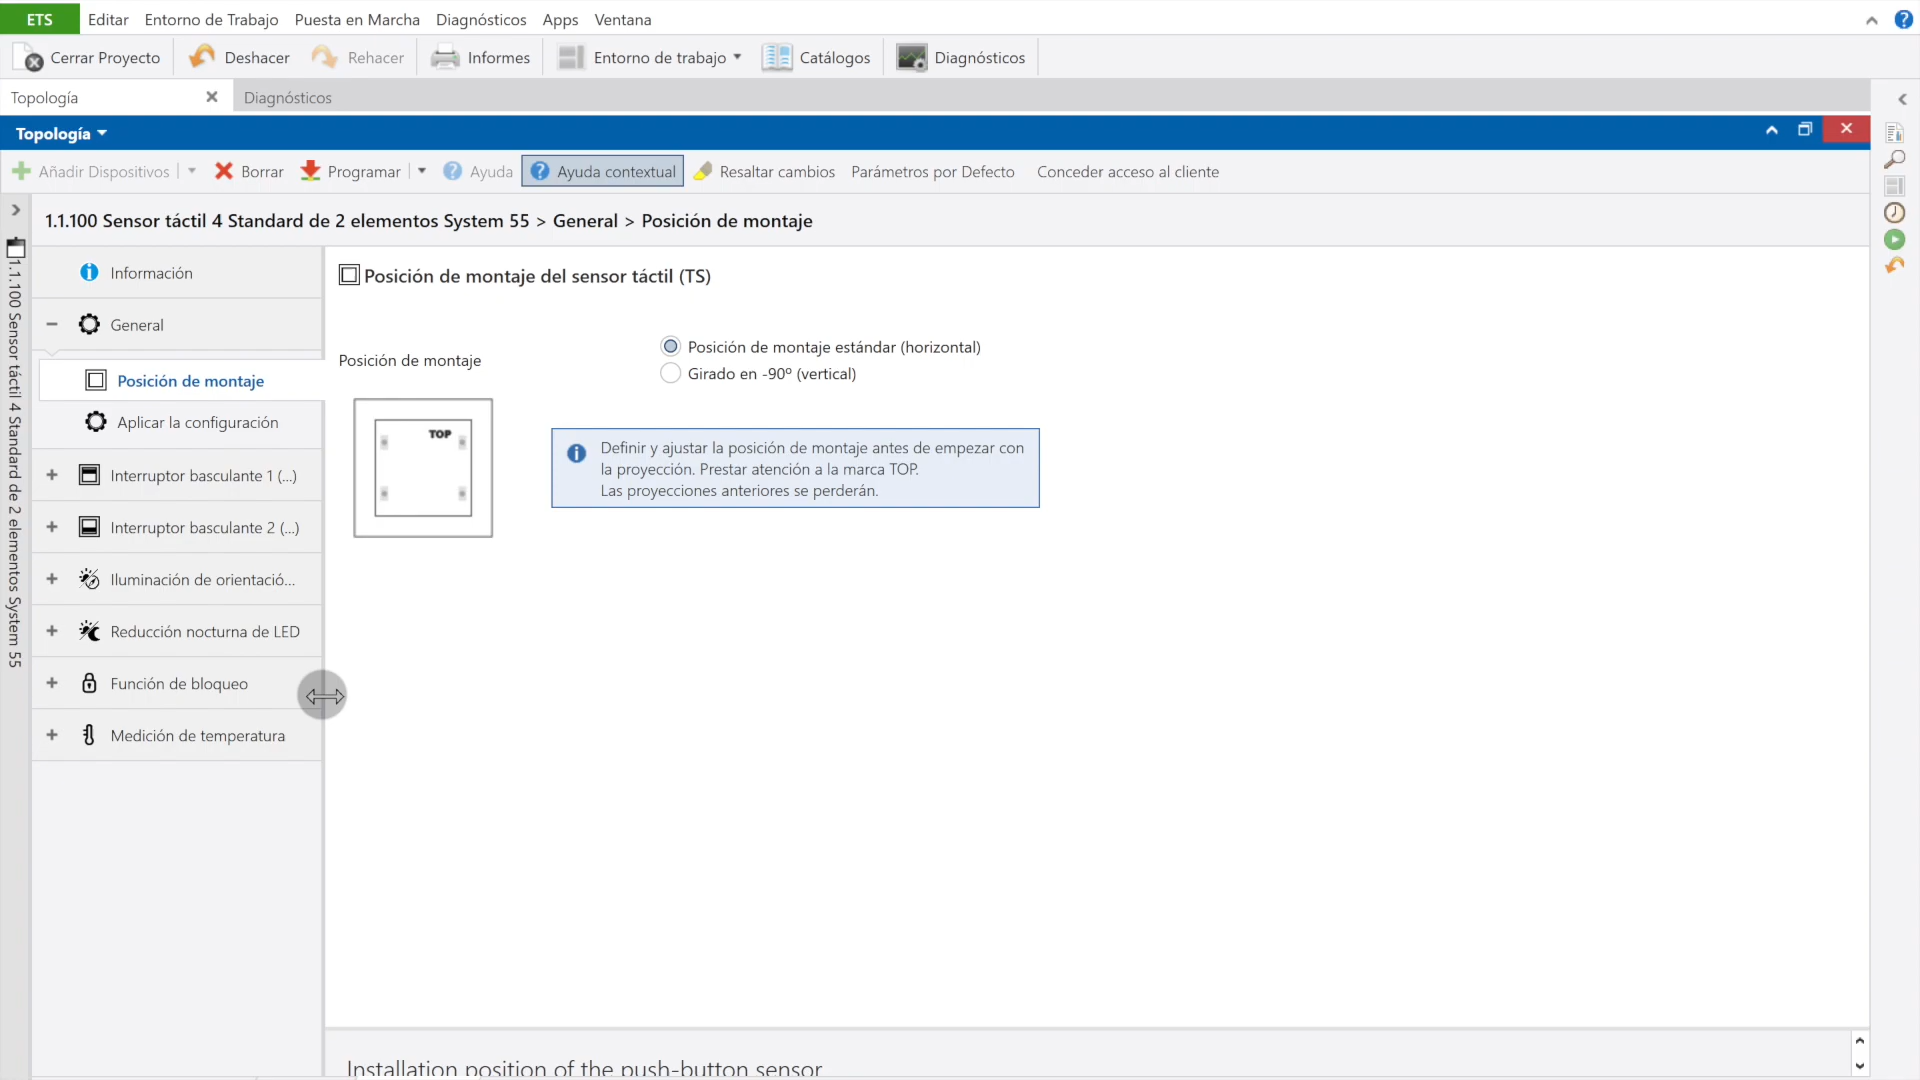 ETS Editar Entorno de Trabajo Puesta en Marcha Diagnósticos Apps Ventana
Cerrar Proyecto Deshacer Rehacer Informes Entorno de trabajo Catálogos Diagnósticos
Topología Diagnósticos
Topología
Añadir Dispositivos Borrar Programar Ayuda Ayuda contextual Resaltar cambios Parámetros por Defecto Conceder acceso al cliente
1.1.100 Sensor táctil 4 Standard de 2 elementos System 55 > General > Posición de montaje
1.1.100 Sensor táctil 4 Standard de 2 elementos System 55
Información
General
Posición de montaje
Aplicar la configuración
Interruptor basculante 1 (...)
Interruptor basculante 2 (...)
Iluminación de orientació...
Reducción nocturna de LED
Función de bloqueo
Medición de temperatura
Posición de montaje del sensor táctil (TS)
Posición de montaje
Posición de montaje estándar (horizontal)
Girado en -90º (vertical)
TOP
Definir y ajustar la posición de montaje antes de empezar con
la proyección. Prestar atención a la marca TOP.
Las proyecciones anteriores se perderán.
Installation position of the push-button sensor